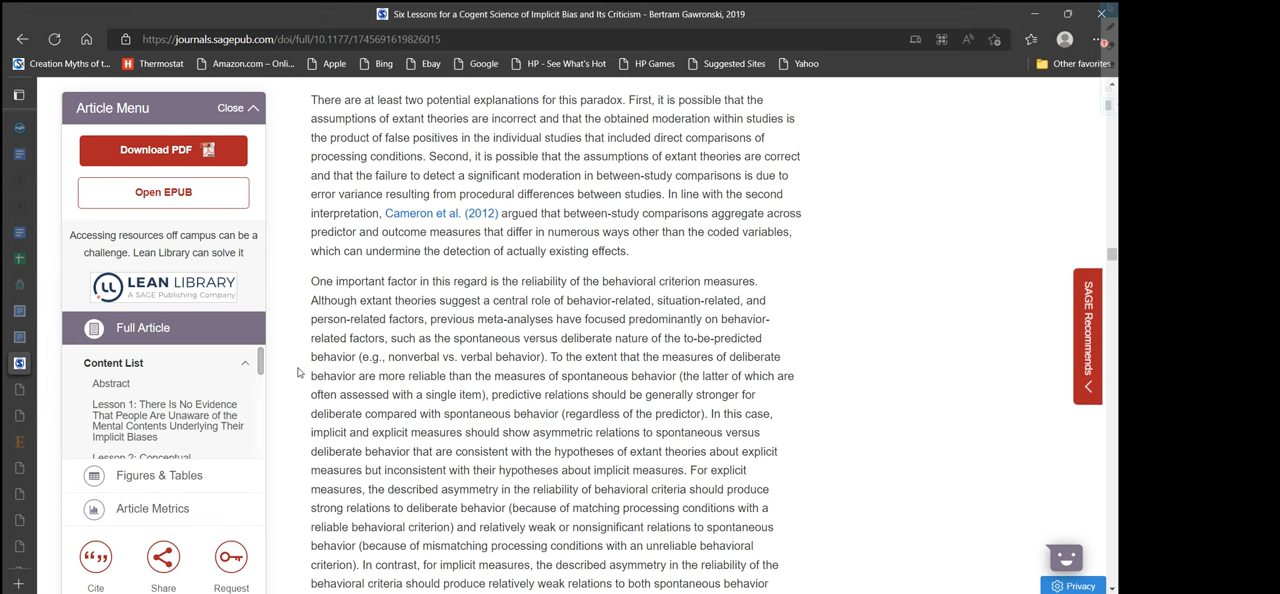 Six Lessons for a Cogent Science of Implicit Bias and Its Criticism - Bertram Gawronski, 2019
https://journals.sagepub.com/doi/full/10.1177/1745691619826015
Creation Myths of t... Thermostat Amazon.com – Onli... Apple Bing Ebay Google HP - See What's Hot HP Games Suggested Sites Yahoo Other favorites
Article Menu Close
Download PDF
Open EPUB
Accessing resources off campus can be a
challenge. Lean Library can solve it
LEAN LIBRARY
A SAGE Publishing Company
Full Article
Content List
Abstract
Lesson 1: There Is No Evidence
That People Are Unaware of the
Mental Contents Underlying Their
Implicit Biases
Lesson 2: Conceptual
Figures & Tables
Article Metrics
Cite Share Request
There are at least two potential explanations for this paradox. First, it is possible that the
assumptions of extant theories are incorrect and that the obtained moderation within studies is
the product of false positives in the individual studies that included direct comparisons of
processing conditions. Second, it is possible that the assumptions of extant theories are correct
and that the failure to detect a significant moderation in between-study comparisons is due to
error variance resulting from procedural differences between studies. In line with the second
interpretation, Cameron et al. (2012) argued that between-study comparisons aggregate across
predictor and outcome measures that differ in numerous ways other than the coded variables,
which can undermine the detection of actually existing effects.
One important factor in this regard is the reliability of the behavioral criterion measures.
Although extant theories suggest a central role of behavior-related, situation-related, and
person-related factors, previous meta-analyses have focused predominantly on behavior-
related factors, such as the spontaneous versus deliberate nature of the to-be-predicted
behavior (e.g., nonverbal vs. verbal behavior). To the extent that the measures of deliberate
behavior are more reliable than the measures of spontaneous behavior (the latter of which are
often assessed with a single item), predictive relations should be generally stronger for
deliberate compared with spontaneous behavior (regardless of the predictor). In this case,
implicit and explicit measures should show asymmetric relations to spontaneous versus
deliberate behavior that are consistent with the hypotheses of extant theories about explicit
measures but inconsistent with their hypotheses about implicit measures. For explicit
measures, the described asymmetry in the reliability of behavioral criteria should produce
strong relations to deliberate behavior (because of matching processing conditions with a
reliable behavioral criterion) and relatively weak or nonsignificant relations to spontaneous
behavior (because of mismatching processing conditions with an unreliable behavioral
criterion). In contrast, for implicit measures, the described asymmetry in the reliability of the
behavioral criteria should produce relatively weak relations to both spontaneous behavior
SAGE Recommends
Privacy